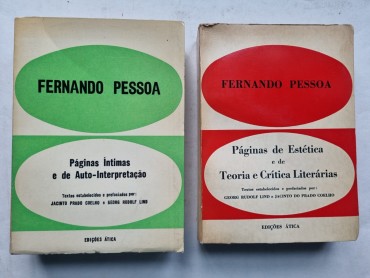 FERNANDO PESSOA
Páginas Íntimas
e de Auto-Interpretação
Textos estabelecidos e prefaciados por:
JACINTO PRADO COELHO e GEORG RUDOLF LIND
EDIÇÕES ÁTICA
FERNANDO PESSOA
Páginas de Estética
e de
Teoria e Crítica Literárias
Textos estabelecidos e prefaciados por:
GEORG RUDOLF LIND e JACINTO DO PRADO COELHO
EDIÇÕES ÁTICA